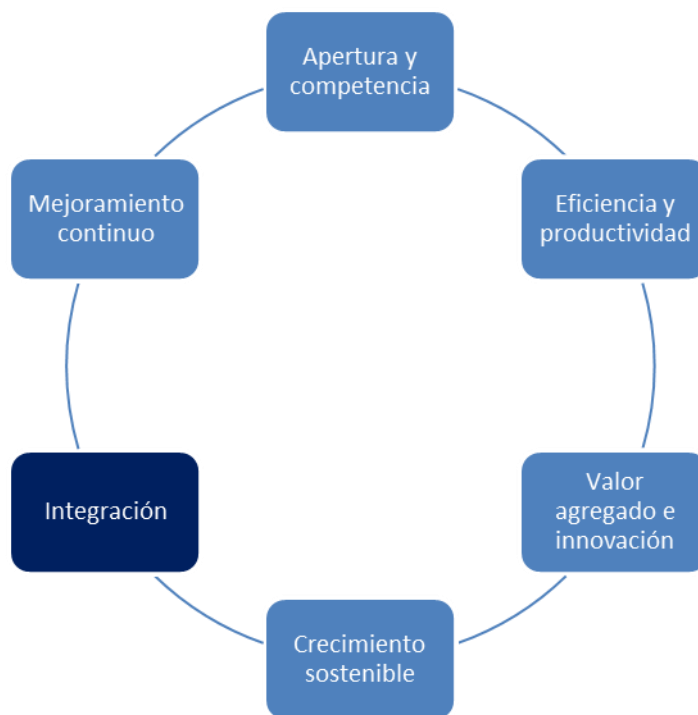 Apertura y
competencia
Eficiencia y
productividad
Valor
agregado e
innovación
Crecimiento
sostenible
Integración
Mejoramiento
continuo